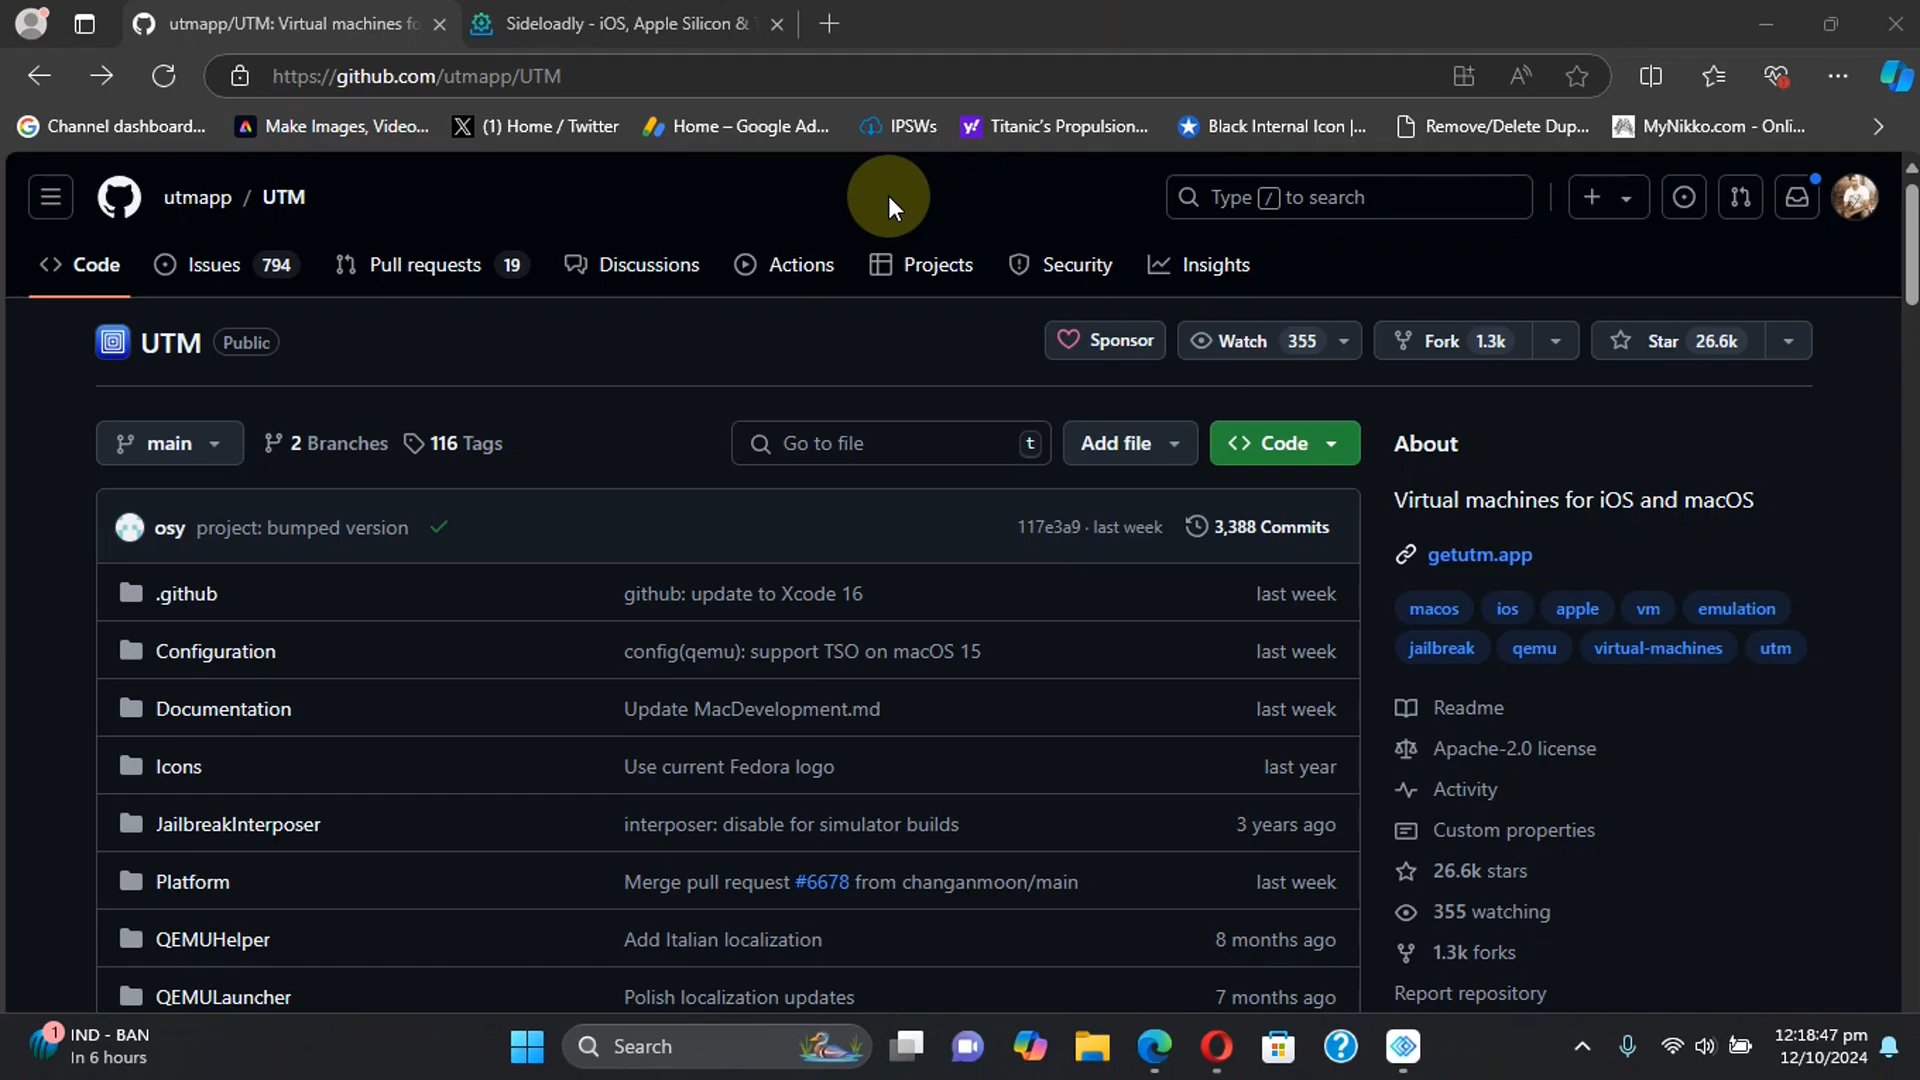 utmapp/UTM: Virtual machines fo
Sideloadly - iOS, Apple Silicon &
https://github.com/utmapp/UTM
Channel dashboard...
Make Images, Video...
(1) Home / Twitter
Home – Google Ad...
IPSWs
Titanic's Propulsion...
Black Internal Icon |...
Remove/Delete Dup...
MyNikko.com - Onli...
utmapp / UTM
Type / to search
Code
Issues 794
Pull requests 19
Discussions
Actions
Projects
Security
Insights
UTM Public
Sponsor
Watch 355
Fork 1.3k
Star 26.6k
main
2 Branches
116 Tags
Go to file t
Add file
Code
osy project: bumped version
117e3a9 · last week
3,388 Commits
.github github: update to Xcode 16 last week
Configuration config(qemu): support TSO on macOS 15 last week
Documentation Update MacDevelopment.md last week
Icons Use current Fedora logo last year
JailbreakInterposer interposer: disable for simulator builds 3 years ago
Platform Merge pull request #6678 from changanmoon/main last week
QEMUHelper Add Italian localization 8 months ago
QEMULauncher Polish localization updates 7 months ago
About
Virtual machines for iOS and macOS
getutm.app
macos ios apple vm emulation
jailbreak qemu virtual-machines utm
Readme
Apache-2.0 license
Activity
Custom properties
26.6k stars
355 watching
1.3k forks
Report repository
1
IND - BAN
In 6 hours
Search
12:18:47 pm
12/10/2024